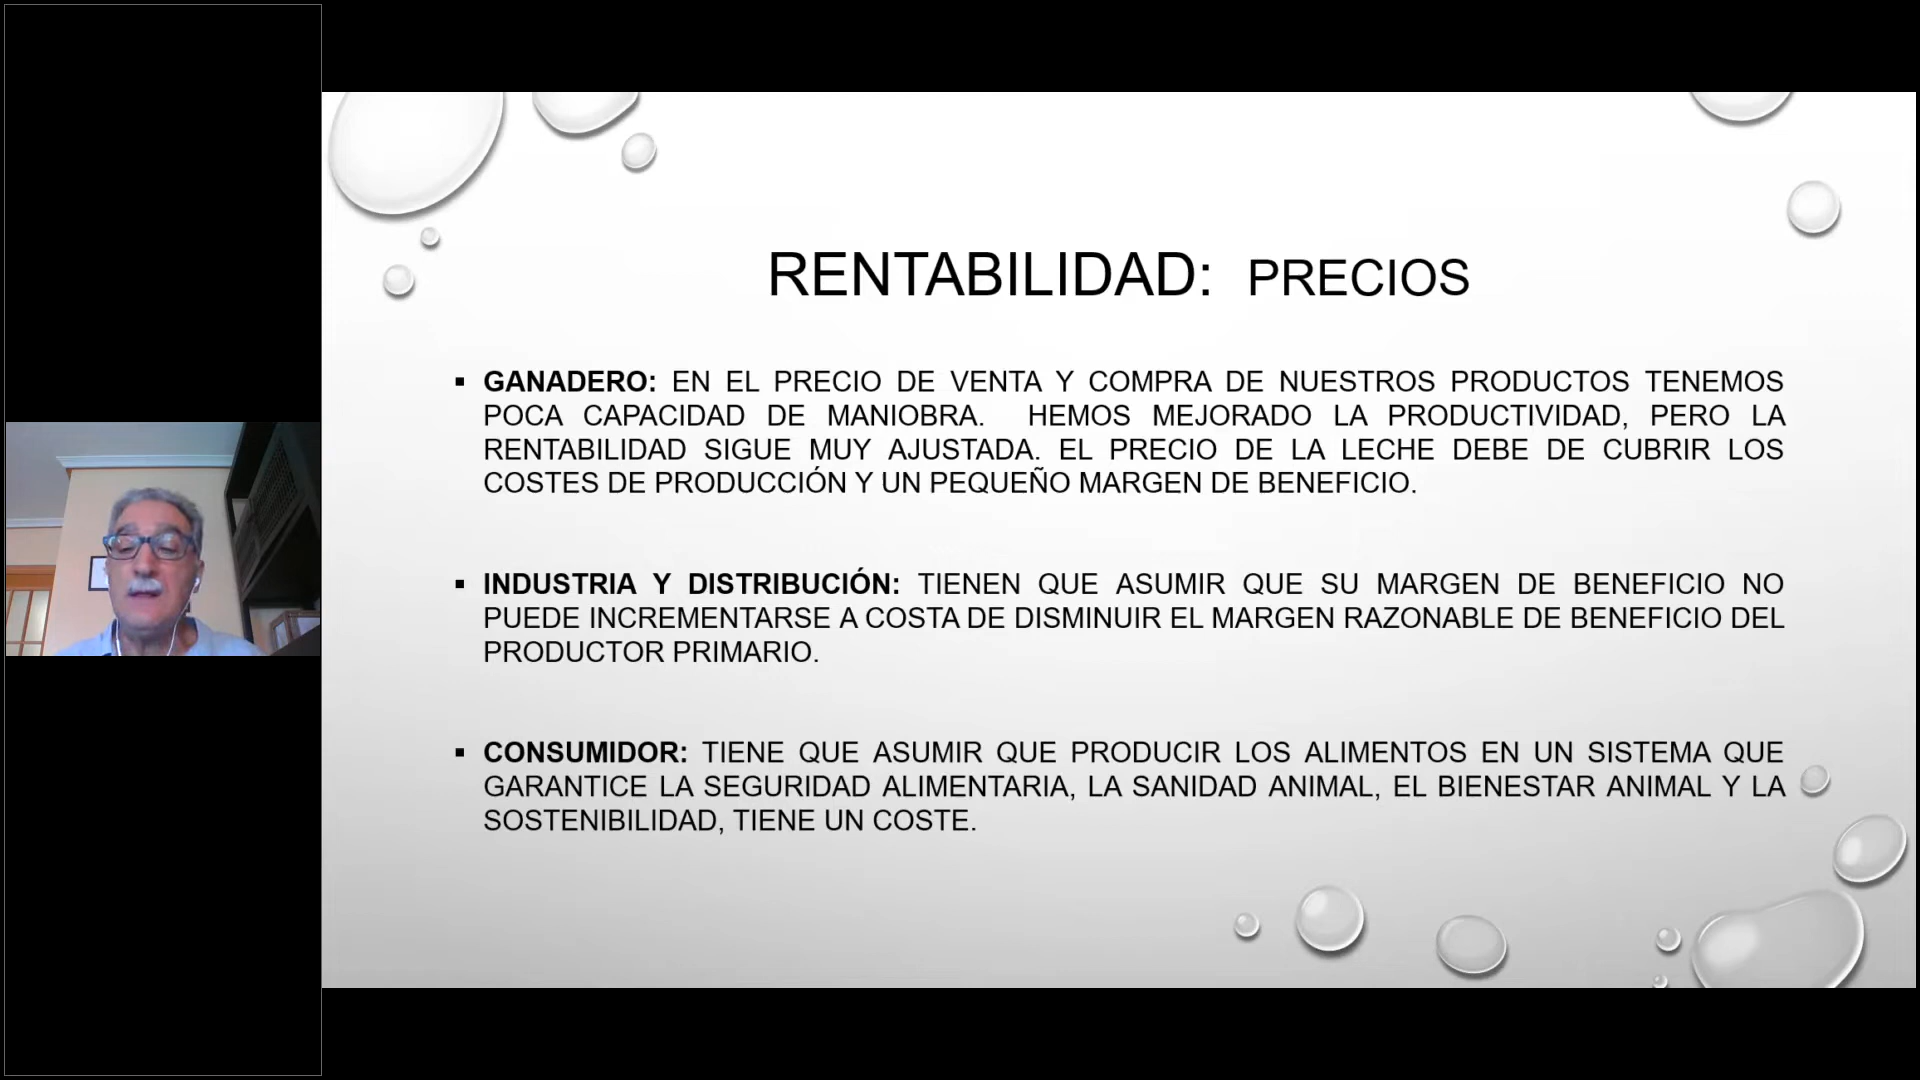 RENTABILIDAD: PRECIOS
▪ GANADERO: EN EL PRECIO DE VENTA Y COMPRA DE NUESTROS PRODUCTOS TENEMOS
POCA CAPACIDAD DE MANIOBRA. HEMOS MEJORADO LA PRODUCTIVIDAD, PERO LA
RENTABILIDAD SIGUE MUY AJUSTADA. EL PRECIO DE LA LECHE DEBE DE CUBRIR LOS
COSTES DE PRODUCCIÓN Y UN PEQUEÑO MARGEN DE BENEFICIO.
▪ INDUSTRIA Y DISTRIBUCIÓN: TIENEN QUE ASUMIR QUE SU MARGEN DE BENEFICIO NO
PUEDE INCREMENTARSE A COSTA DE DISMINUIR EL MARGEN RAZONABLE DE BENEFICIO DEL
PRODUCTOR PRIMARIO.
▪ CONSUMIDOR: TIENE QUE ASUMIR QUE PRODUCIR LOS ALIMENTOS EN UN SISTEMA QUE
GARANTICE LA SEGURIDAD ALIMENTARIA, LA SANIDAD ANIMAL, EL BIENESTAR ANIMAL Y LA
SOSTENIBILIDAD, TIENE UN COSTE.